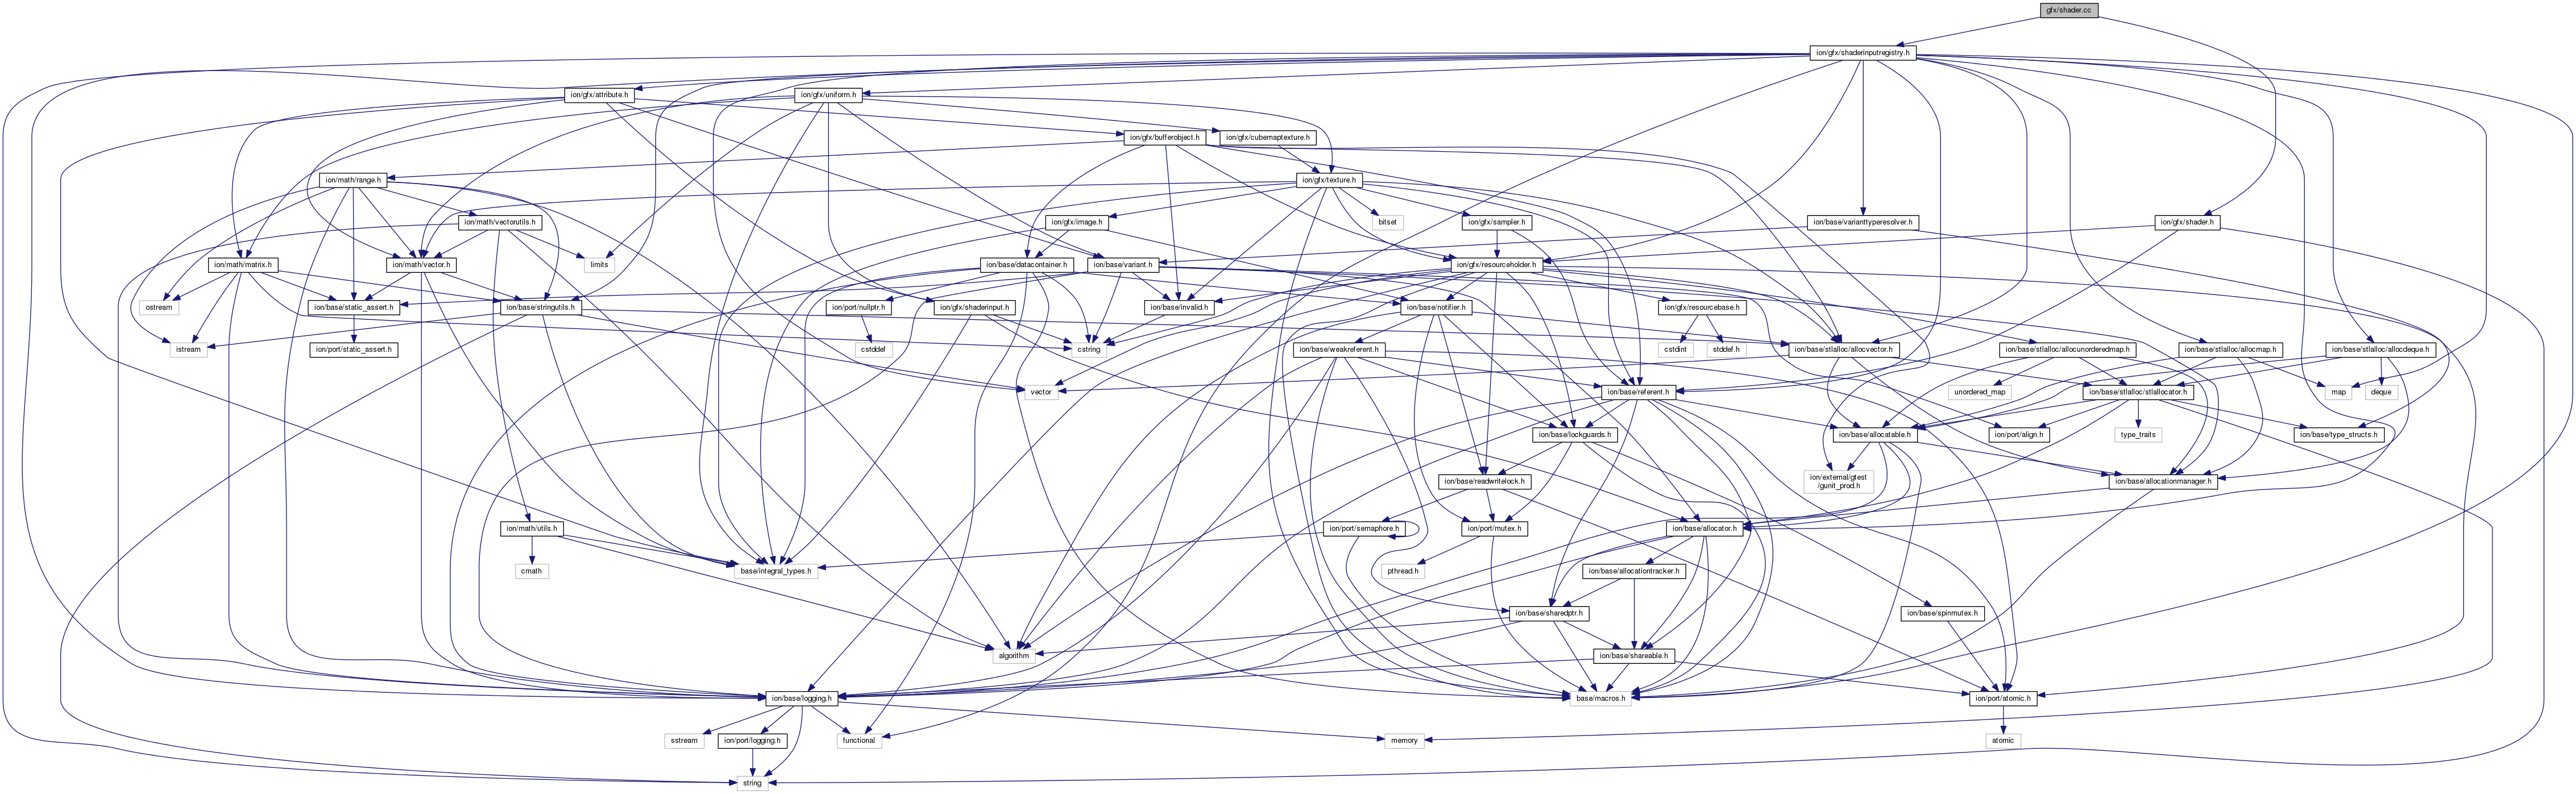 gfx/shader.cc
ion/gfx/shaderinputregistry.h
ion/gfx/attribute.h
ion/gfx/uniform.h
ion/gfx/bufferobject.h
ion/gfx/cubemaptexture.h
ion/math/range.h
ion/gfx/texture.h
ion/math/vectorutils.h
ion/gfx/image.h
bitset
ion/gfx/sampler.h
ion/base/varianttyperesolver.h
ion/gfx/shader.h
ion/math/matrix.h
ion/math/vector.h
limits
ion/base/datacontainer.h
ion/base/variant.h
ion/gfx/resourceholder.h
ostream
ion/base/static_assert.h
ion/base/stringutils.h
ion/port/nullptr.h
ion/gfx/shaderinput.h
ion/base/invalid.h
ion/base/notifier.h
ion/gfx/resourcebase.h
istream
ion/port/static_assert.h
cstddef
cstring
ion/base/weakreferent.h
cstdint
stddef.h
ion/base/stlalloc/allocvector.h
ion/base/stlalloc/allocunorderedmap.h
ion/base/stlalloc/allocmap.h
ion/base/stlalloc/allocdeque.h
vector
ion/base/referent.h
unordered_map
ion/base/stlalloc/stlallocator.h
map
deque
ion/base/lockguards.h
ion/base/allocatable.h
ion/port/align.h
type_traits
ion/base/type_structs.h
ion/base/readwritelock.h
ion/external/gtest
/gunit_prod.h
ion/base/allocationmanager.h
ion/math/utils.h
ion/port/semaphore.h
ion/port/mutex.h
ion/base/allocator.h
cmath
base/integral_types.h
pthread.h
ion/base/allocationtracker.h
ion/base/sharedptr.h
ion/base/spinmutex.h
algorithm
ion/base/shareable.h
ion/base/logging.h
base/macros.h
ion/port/atomic.h
sstream
ion/port/logging.h
functional
memory
atomic
string